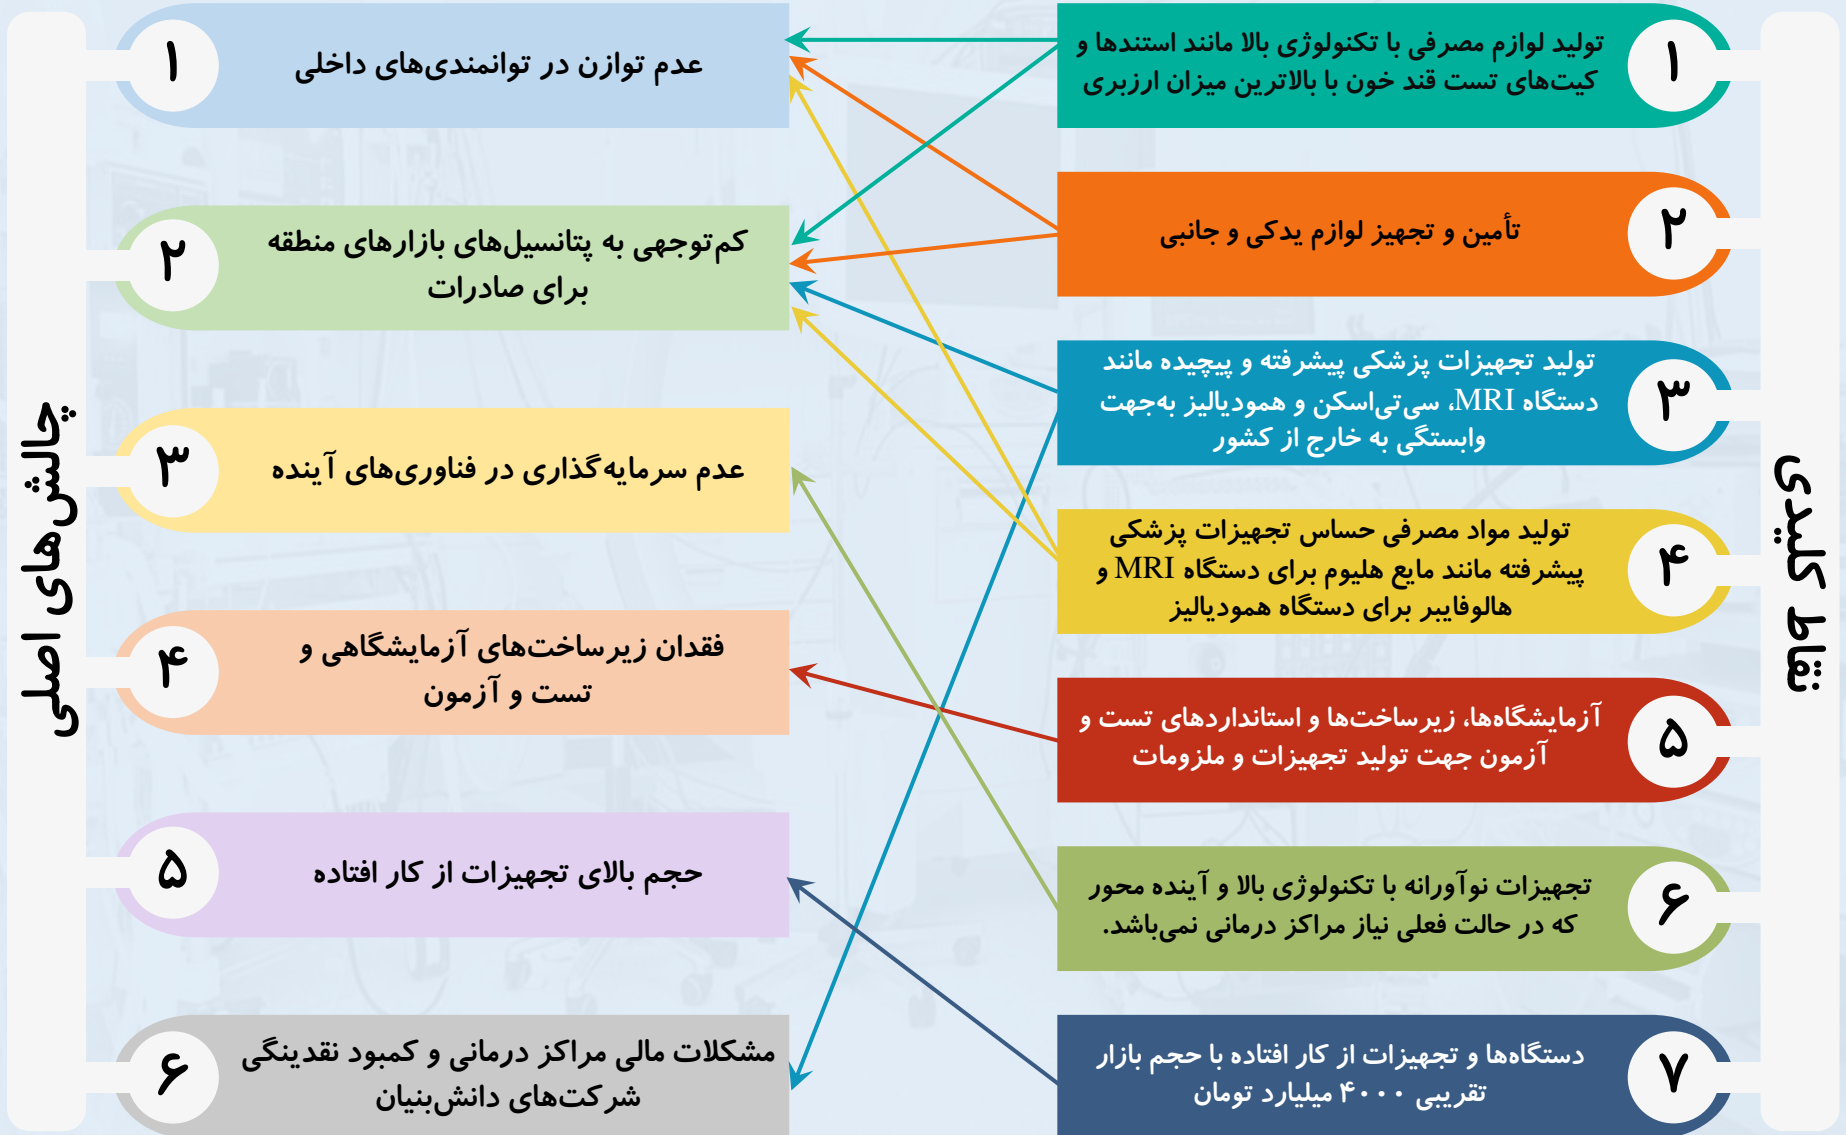 نقاط کلیدی
۱
تولید لوازم مصرفی با تکنولوژی بالا مانند استندها و
کیت‌های تست قند خون با بالاترین میزان ارزبری
۲
تأمین و تجهیز لوازم یدکی و جانبی
۳
تولید تجهیزات پزشکی پیشرفته و پیچیده مانند
دستگاه MRI، سی‌تی‌اسکن و همودیالیز به‌جهت
وابستگی به خارج از کشور
۴
تولید مواد مصرفی حساس تجهیزات پزشکی
پیشرفته مانند مایع هلیوم برای دستگاه MRI و
هالوفایبر برای دستگاه همودیالیز
۵
آزمایشگاه‌ها، زیرساخت‌ها و استانداردهای تست و
آزمون جهت تولید تجهیزات و ملزومات
۶
تجهیزات نوآورانه با تکنولوژی بالا و آینده محور
که در حالت فعلی نیاز مراکز درمانی نمی‌باشد.
۷
دستگاه‌ها و تجهیزات از کار افتاده با حجم بازار
تقریبی ۴۰۰۰ میلیارد تومان
چالش‌های اصلی
۱
عدم توازن در توانمندی‌های داخلی
۲
کم‌توجهی به پتانسیل‌های بازارهای منطقه
برای صادرات
۳
عدم سرمایه‌گذاری در فناوری‌های آینده
۴
فقدان زیرساخت‌های آزمایشگاهی و
تست و آزمون
۵
حجم بالای تجهیزات از کار افتاده
۶
مشکلات مالی مراکز درمانی و کمبود نقدینگی
شرکت‌های دانش‌بنیان